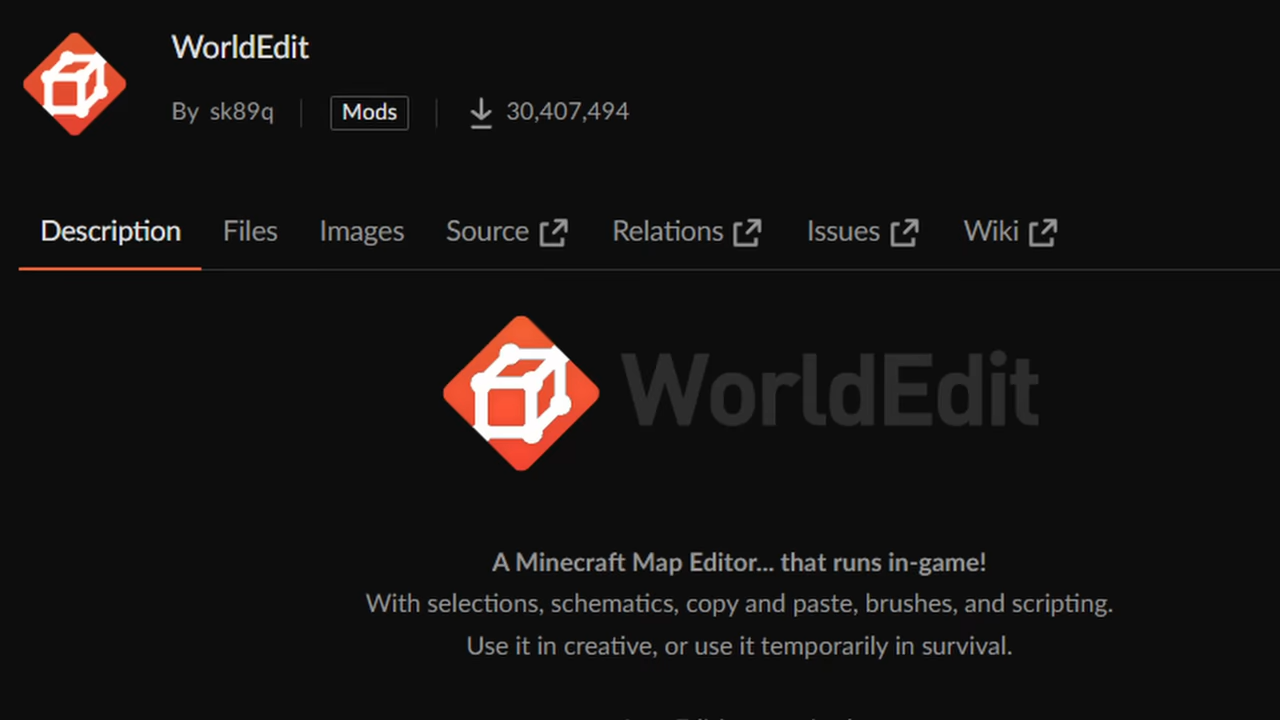 WorldEdit
By sk89q Mods 30,407,494
Description Files Images Source Relations Issues Wiki
WorldEdit
A Minecraft Map Editor... that runs in-game!
With selections, schematics, copy and paste, brushes, and scripting.
Use it in creative, or use it temporarily in survival.